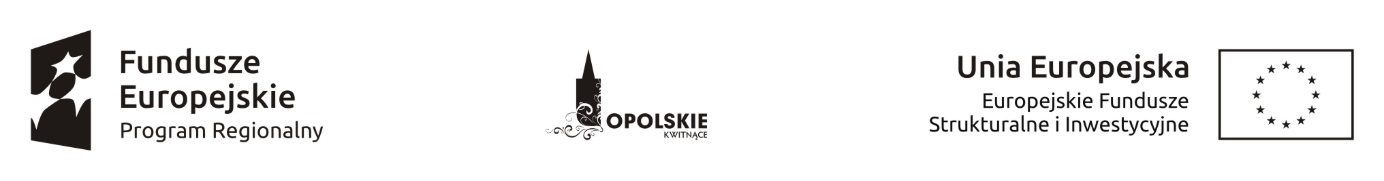 Fundusze
Europejskie
Program Regionalny
OPOLSKIE
KWITNĄCE
Unia Europejska
Europejskie Fundusze
Strukturalne i Inwestycyjne